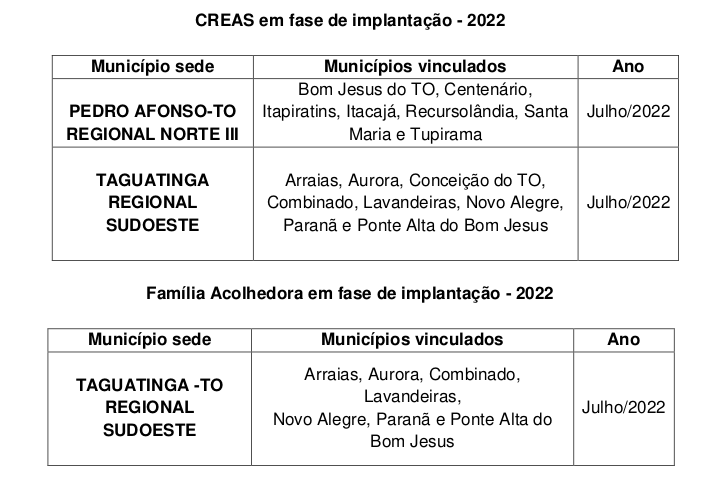 CREAS em fase de implantação - 2022
Município sede Municípios vinculados Ano
PEDRO AFONSO-TO
REGIONAL NORTE III
Bom Jesus do TO, Centenário,
Itapiratins, Itacajá, Recursolândia, Santa
Maria e Tupirama
Julho/2022
TAGUATINGA
REGIONAL
SUDOESTE
Arraias, Aurora, Conceição do TO,
Combinado, Lavandeiras, Novo Alegre,
Paranã e Ponte Alta do Bom Jesus
Julho/2022
Família Acolhedora em fase de implantação - 2022
Município sede Municípios vinculados Ano
TAGUATINGA -TO
REGIONAL
SUDOESTE
Arraias, Aurora, Combinado,
Lavandeiras,
Novo Alegre, Paranã e Ponte Alta do
Bom Jesus
Julho/2022